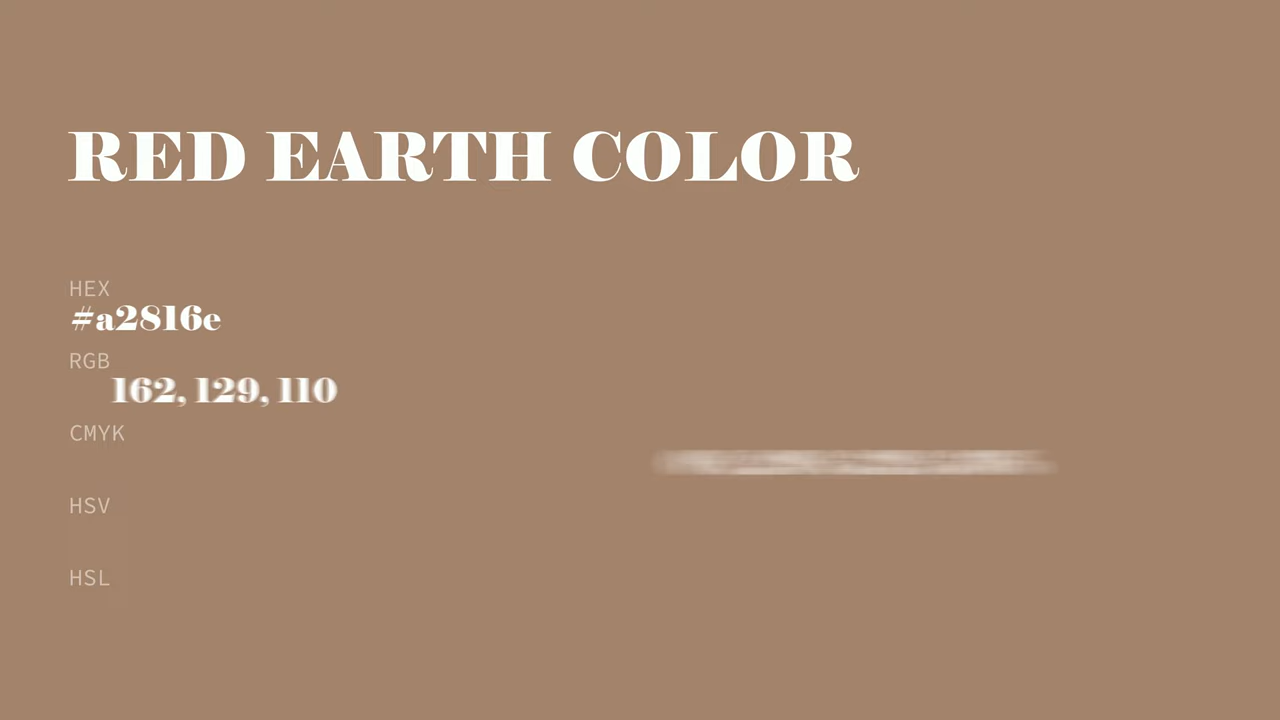 RED EARTH COLOR
HEX
#a2816e
RGB
162, 129, 110
CMYK
HSV
HSL